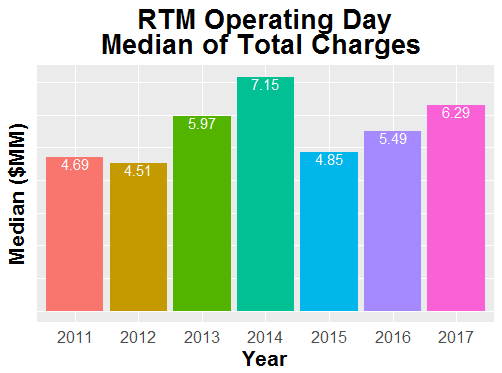 RTM Operating Day
Median of Total Charges
Median ($MM)
4.69
4.51
5.97
7.15
4.85
5.49
6.29
2011 2012 2013 2014 2015 2016 2017
Year